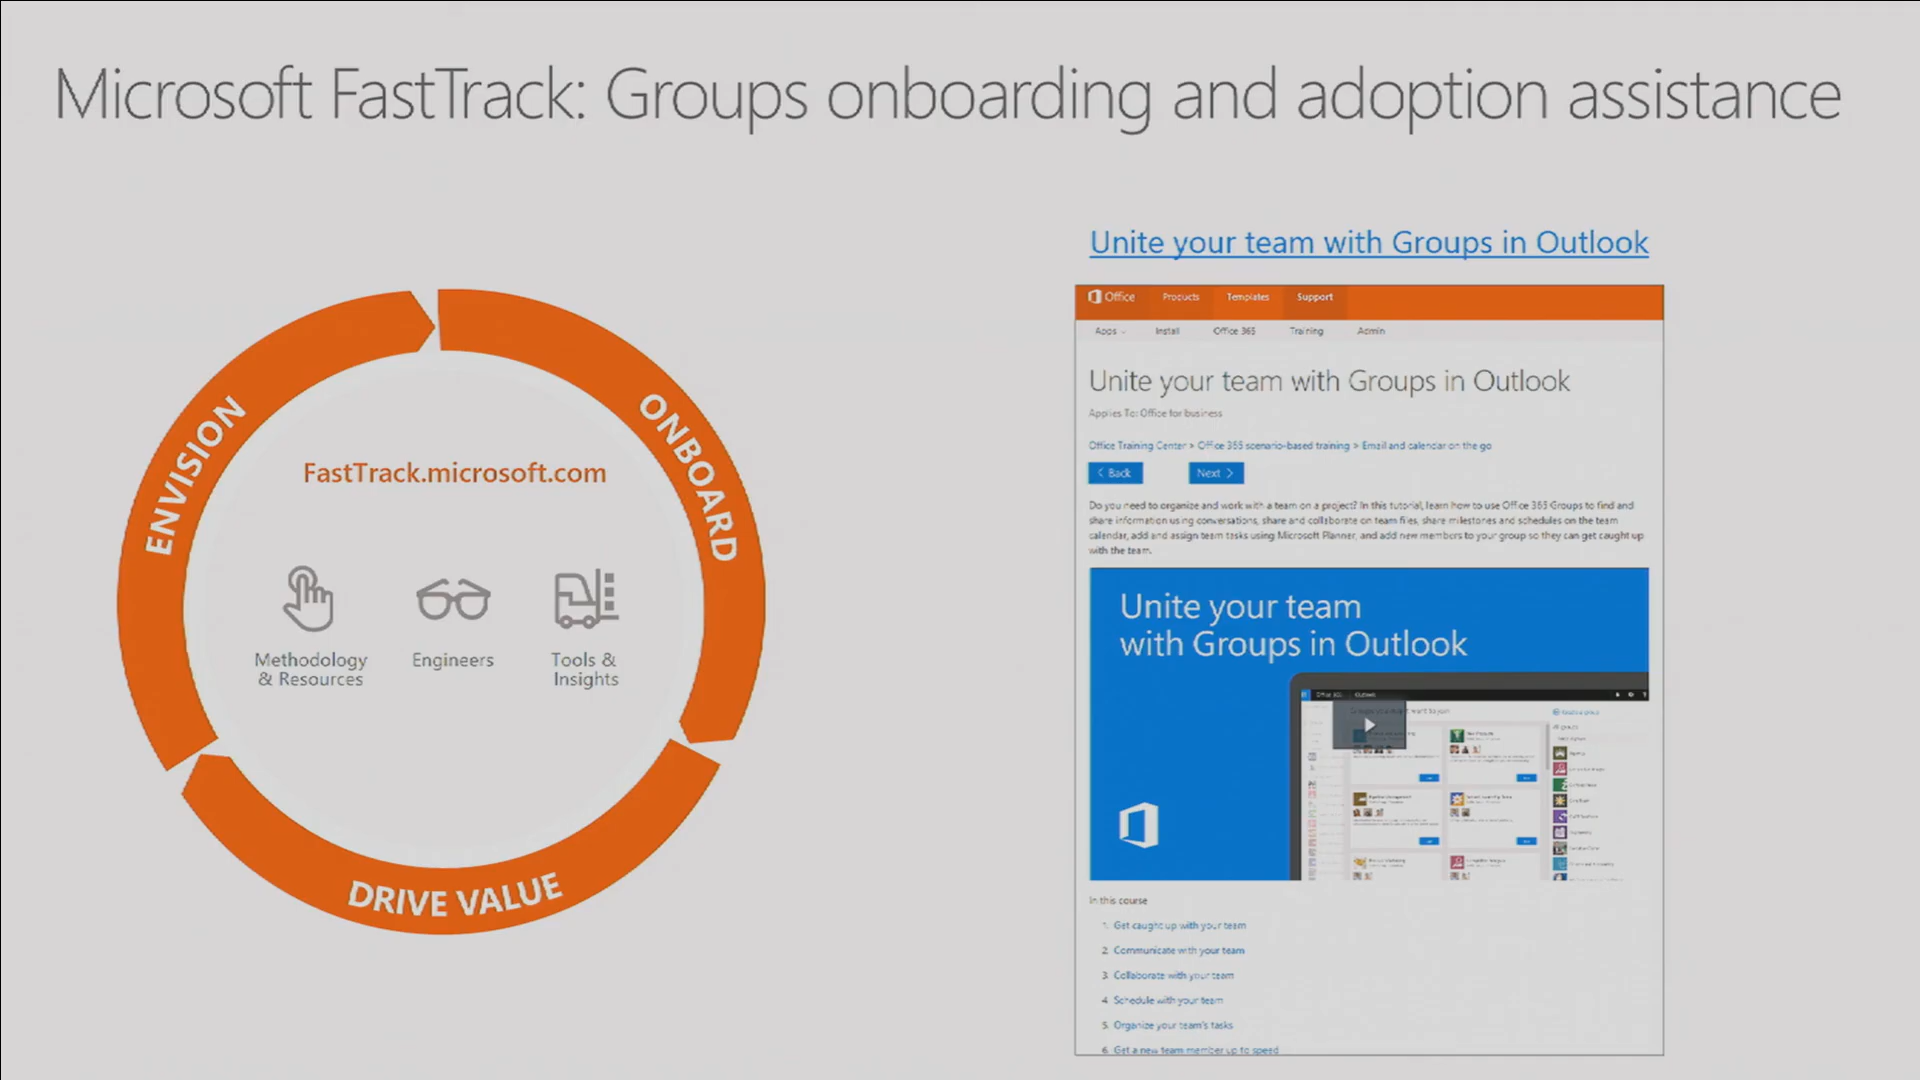 Microsoft FastTrack: Groups onboarding and adoption assistance
ENVISION
ONBOARD
DRIVE VALUE
FastTrack.microsoft.com
Methodology
& Resources
Engineers
Tools &
Insights
Unite your team with Groups in Outlook
Office Products Templates Support
Apps Install Office 365 Training Admin
Unite your team with Groups in Outlook
Applies To: Office for business
Office Training Center > Office 365 scenario-based training > Email and calendar on the go
< Back Next >
Do you need to organize and work with a team on a project? In this tutorial, learn how to use Office 365 Groups to find and
share information using conversations, share and collaborate on team files, share milestones and schedules on the team
calendar, add and assign team tasks using Microsoft Planner, and add new members to your group so they can get caught up
with the team.
Unite your team
with Groups in Outlook
Office 365 Outlook
In this course
1. Get caught up with your team
2. Communicate with your team
3. Collaborate with your team
4. Schedule with your team
5. Organize your team's tasks
6. Get a new team member up to speed